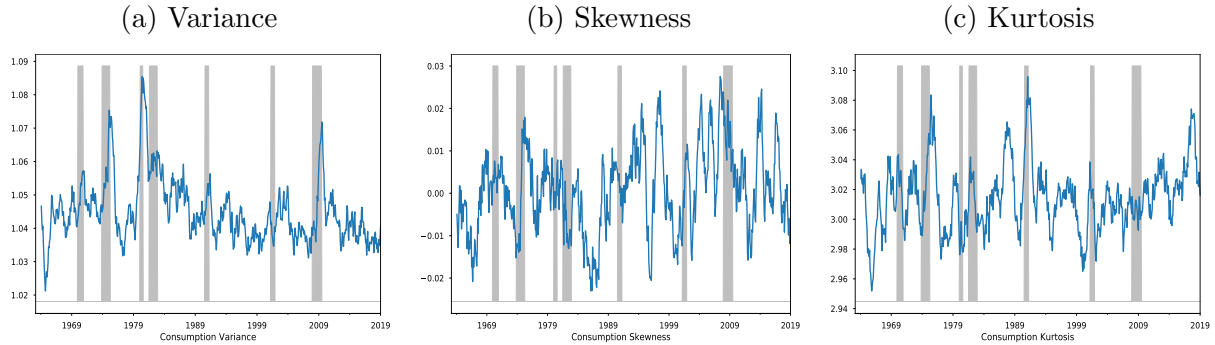 (a) Variance
1.09
1.08
1.07
1.06
1.05
1.04
1.03
1.02
1969 1979 1989 1999 2009 2019
Consumption Variance
(b) Skewness
0.03
0.02
0.01
0.00
−0.01
−0.02
1969 1979 1989 1999 2009 2019
Consumption Skewness
(c) Kurtosis
3.10
3.08
3.06
3.04
3.02
3.00
2.98
2.96
2.94
1969 1979 1989 1999 2009 2019
Consumption Kurtosis